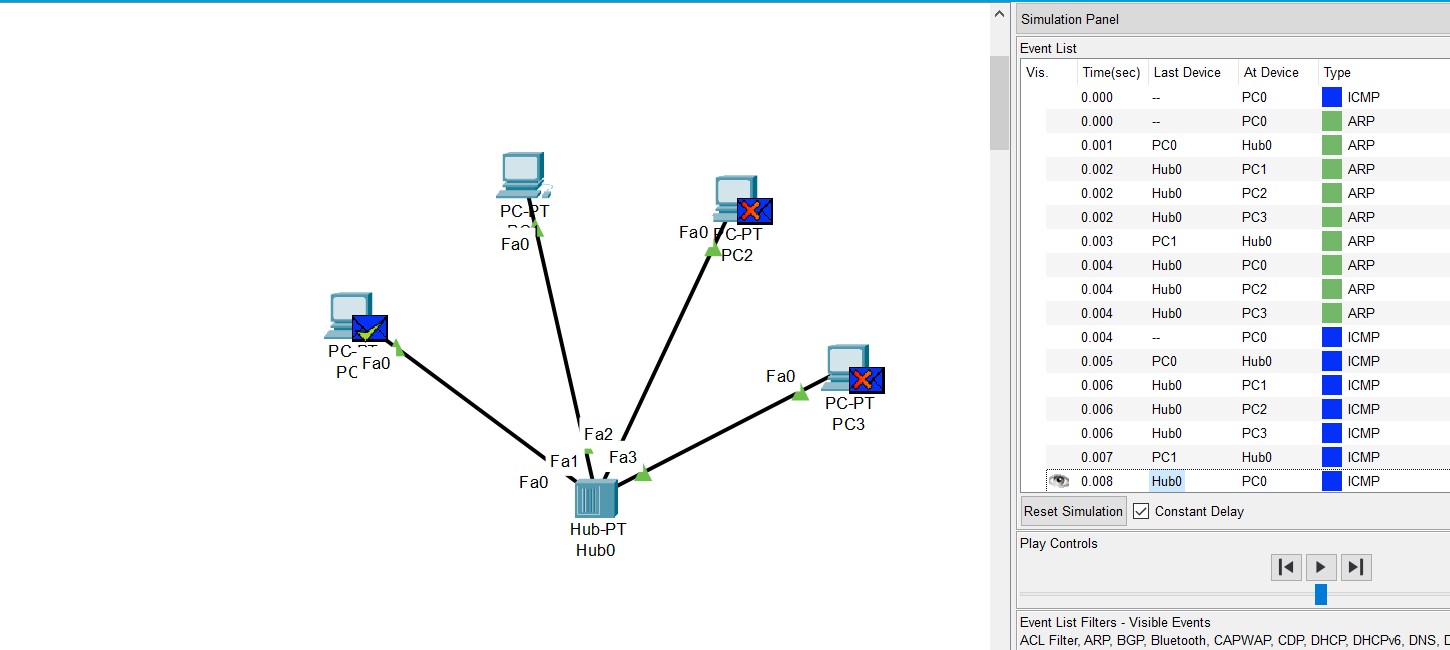 PC-PT
Fa0
Fa0
PC-PT
PC2
PC-PT
Fa0
PC
Fa0
PC-PT
PC3
Fa2
Fa1
Fa3
Fa0
Hub-PT
Hub0
Simulation Panel
Event List
Vis. Time(sec) Last Device At Device Type
0.000 -- PC0 ICMP
0.000 -- PC0 ARP
0.001 PC0 Hub0 ARP
0.002 Hub0 PC1 ARP
0.002 Hub0 PC2 ARP
0.002 Hub0 PC3 ARP
0.003 PC1 Hub0 ARP
0.004 Hub0 PC0 ARP
0.004 Hub0 PC2 ARP
0.004 Hub0 PC3 ARP
0.004 -- PC0 ICMP
0.005 PC0 Hub0 ICMP
0.006 Hub0 PC1 ICMP
0.006 Hub0 PC2 ICMP
0.006 Hub0 PC3 ICMP
0.007 PC1 Hub0 ICMP
0.008 Hub0 PC0 ICMP
Reset Simulation Constant Delay
Play Controls
Event List Filters - Visible Events
ACL Filter, ARP, BGP, Bluetooth, CAPWAP, CDP, DHCP, DHCPv6, DNS,